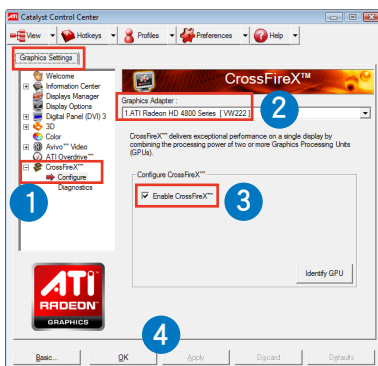 ATI Catalyst Control Center
View Hotkeys Profiles Preferences Help
Graphics Settings
Welcome
Information Center
Displays Manager
Display Options
Digital Panel (DVI) 3
3D
Color
Avivo™ Video
ATI Overdrive™
CrossFireX™
Configure
Diagnostics
1
ATI
RADEON
GRAPHICS
CrossFireX™
Graphics Adapter :
1.ATI Radeon HD 4800 Series [ VW222 ]
2
CrossFireX™ delivers exceptional performance on a single display by
combining the processing power of two or more Graphics Processing Units
(GPUs).
Configure CrossFireX™
Enable CrossFireX™
3
Identify GPU
4
Basic...
OK
Apply
Discard
Defaults